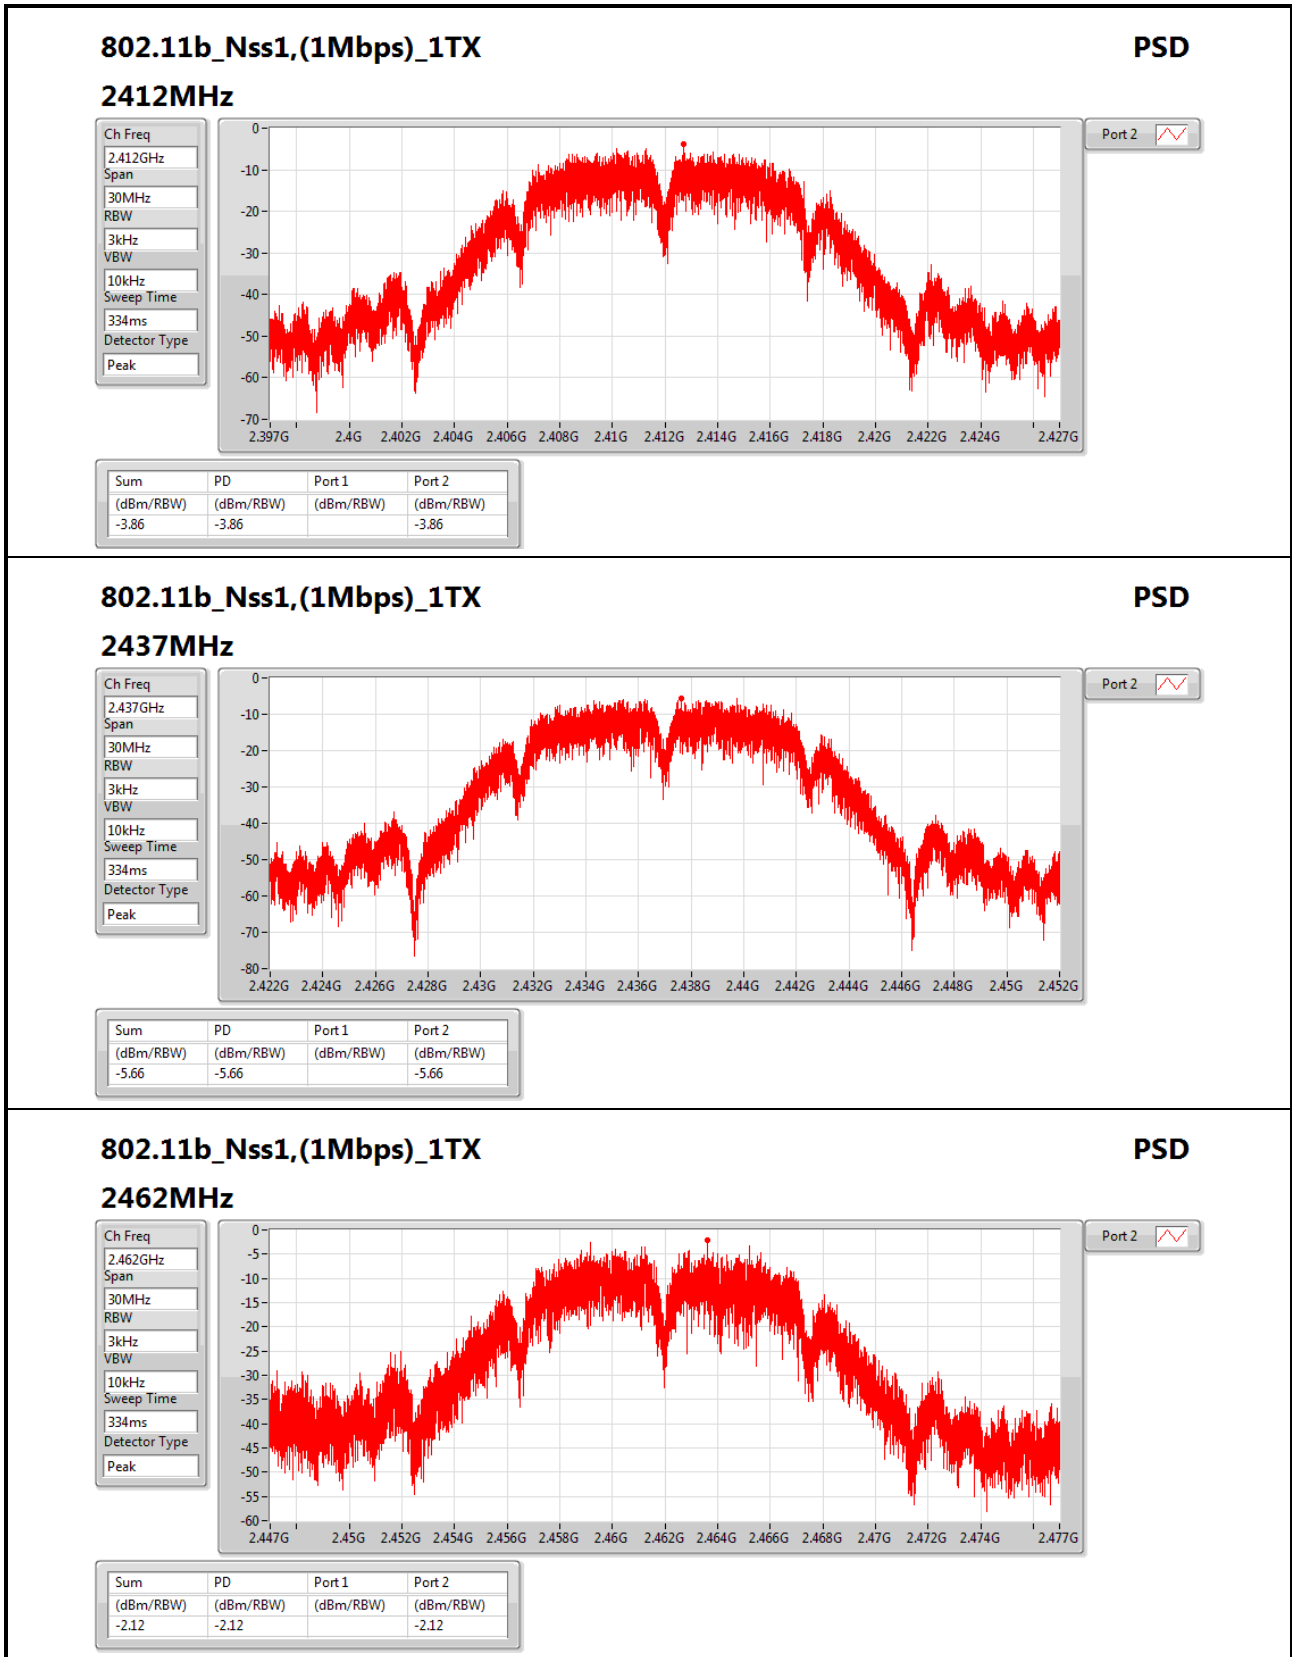 802.11b_Nss1,(1Mbps)_1TX PSD
2412MHz
Ch Freq
2.412GHz
Span
30MHz
RBW
3kHz
VBW
10kHz
Sweep Time
334ms
Detector Type
Peak
0
-10
-20
-30
-40
-50
-60
-70
2.397G 2.4G 2.402G 2.404G 2.406G 2.408G 2.41G 2.412G 2.414G 2.416G 2.418G 2.42G 2.422G 2.424G 2.427G
Port 2
Sum PD Port 1 Port 2
(dBm/RBW) (dBm/RBW) (dBm/RBW) (dBm/RBW)
-3.86 -3.86 -3.86
802.11b_Nss1,(1Mbps)_1TX PSD
2437MHz
Ch Freq
2.437GHz
Span
30MHz
RBW
3kHz
VBW
10kHz
Sweep Time
334ms
Detector Type
Peak
0
-10
-20
-30
-40
-50
-60
-70
-80
2.422G 2.424G 2.426G 2.428G 2.43G 2.432G 2.434G 2.436G 2.438G 2.44G 2.442G 2.444G 2.446G 2.448G 2.45G 2.452G
Port 2
Sum PD Port 1 Port 2
(dBm/RBW) (dBm/RBW) (dBm/RBW) (dBm/RBW)
-5.66 -5.66 -5.66
802.11b_Nss1,(1Mbps)_1TX PSD
2462MHz
Ch Freq
2.462GHz
Span
30MHz
RBW
3kHz
VBW
10kHz
Sweep Time
334ms
Detector Type
Peak
0
-5
-10
-15
-20
-25
-30
-35
-40
-45
-50
-55
-60
2.447G 2.45G 2.452G 2.454G 2.456G 2.458G 2.46G 2.462G 2.464G 2.466G 2.468G 2.47G 2.472G 2.474G 2.477G
Port 2
Sum PD Port 1 Port 2
(dBm/RBW) (dBm/RBW) (dBm/RBW) (dBm/RBW)
-2.12 -2.12 -2.12